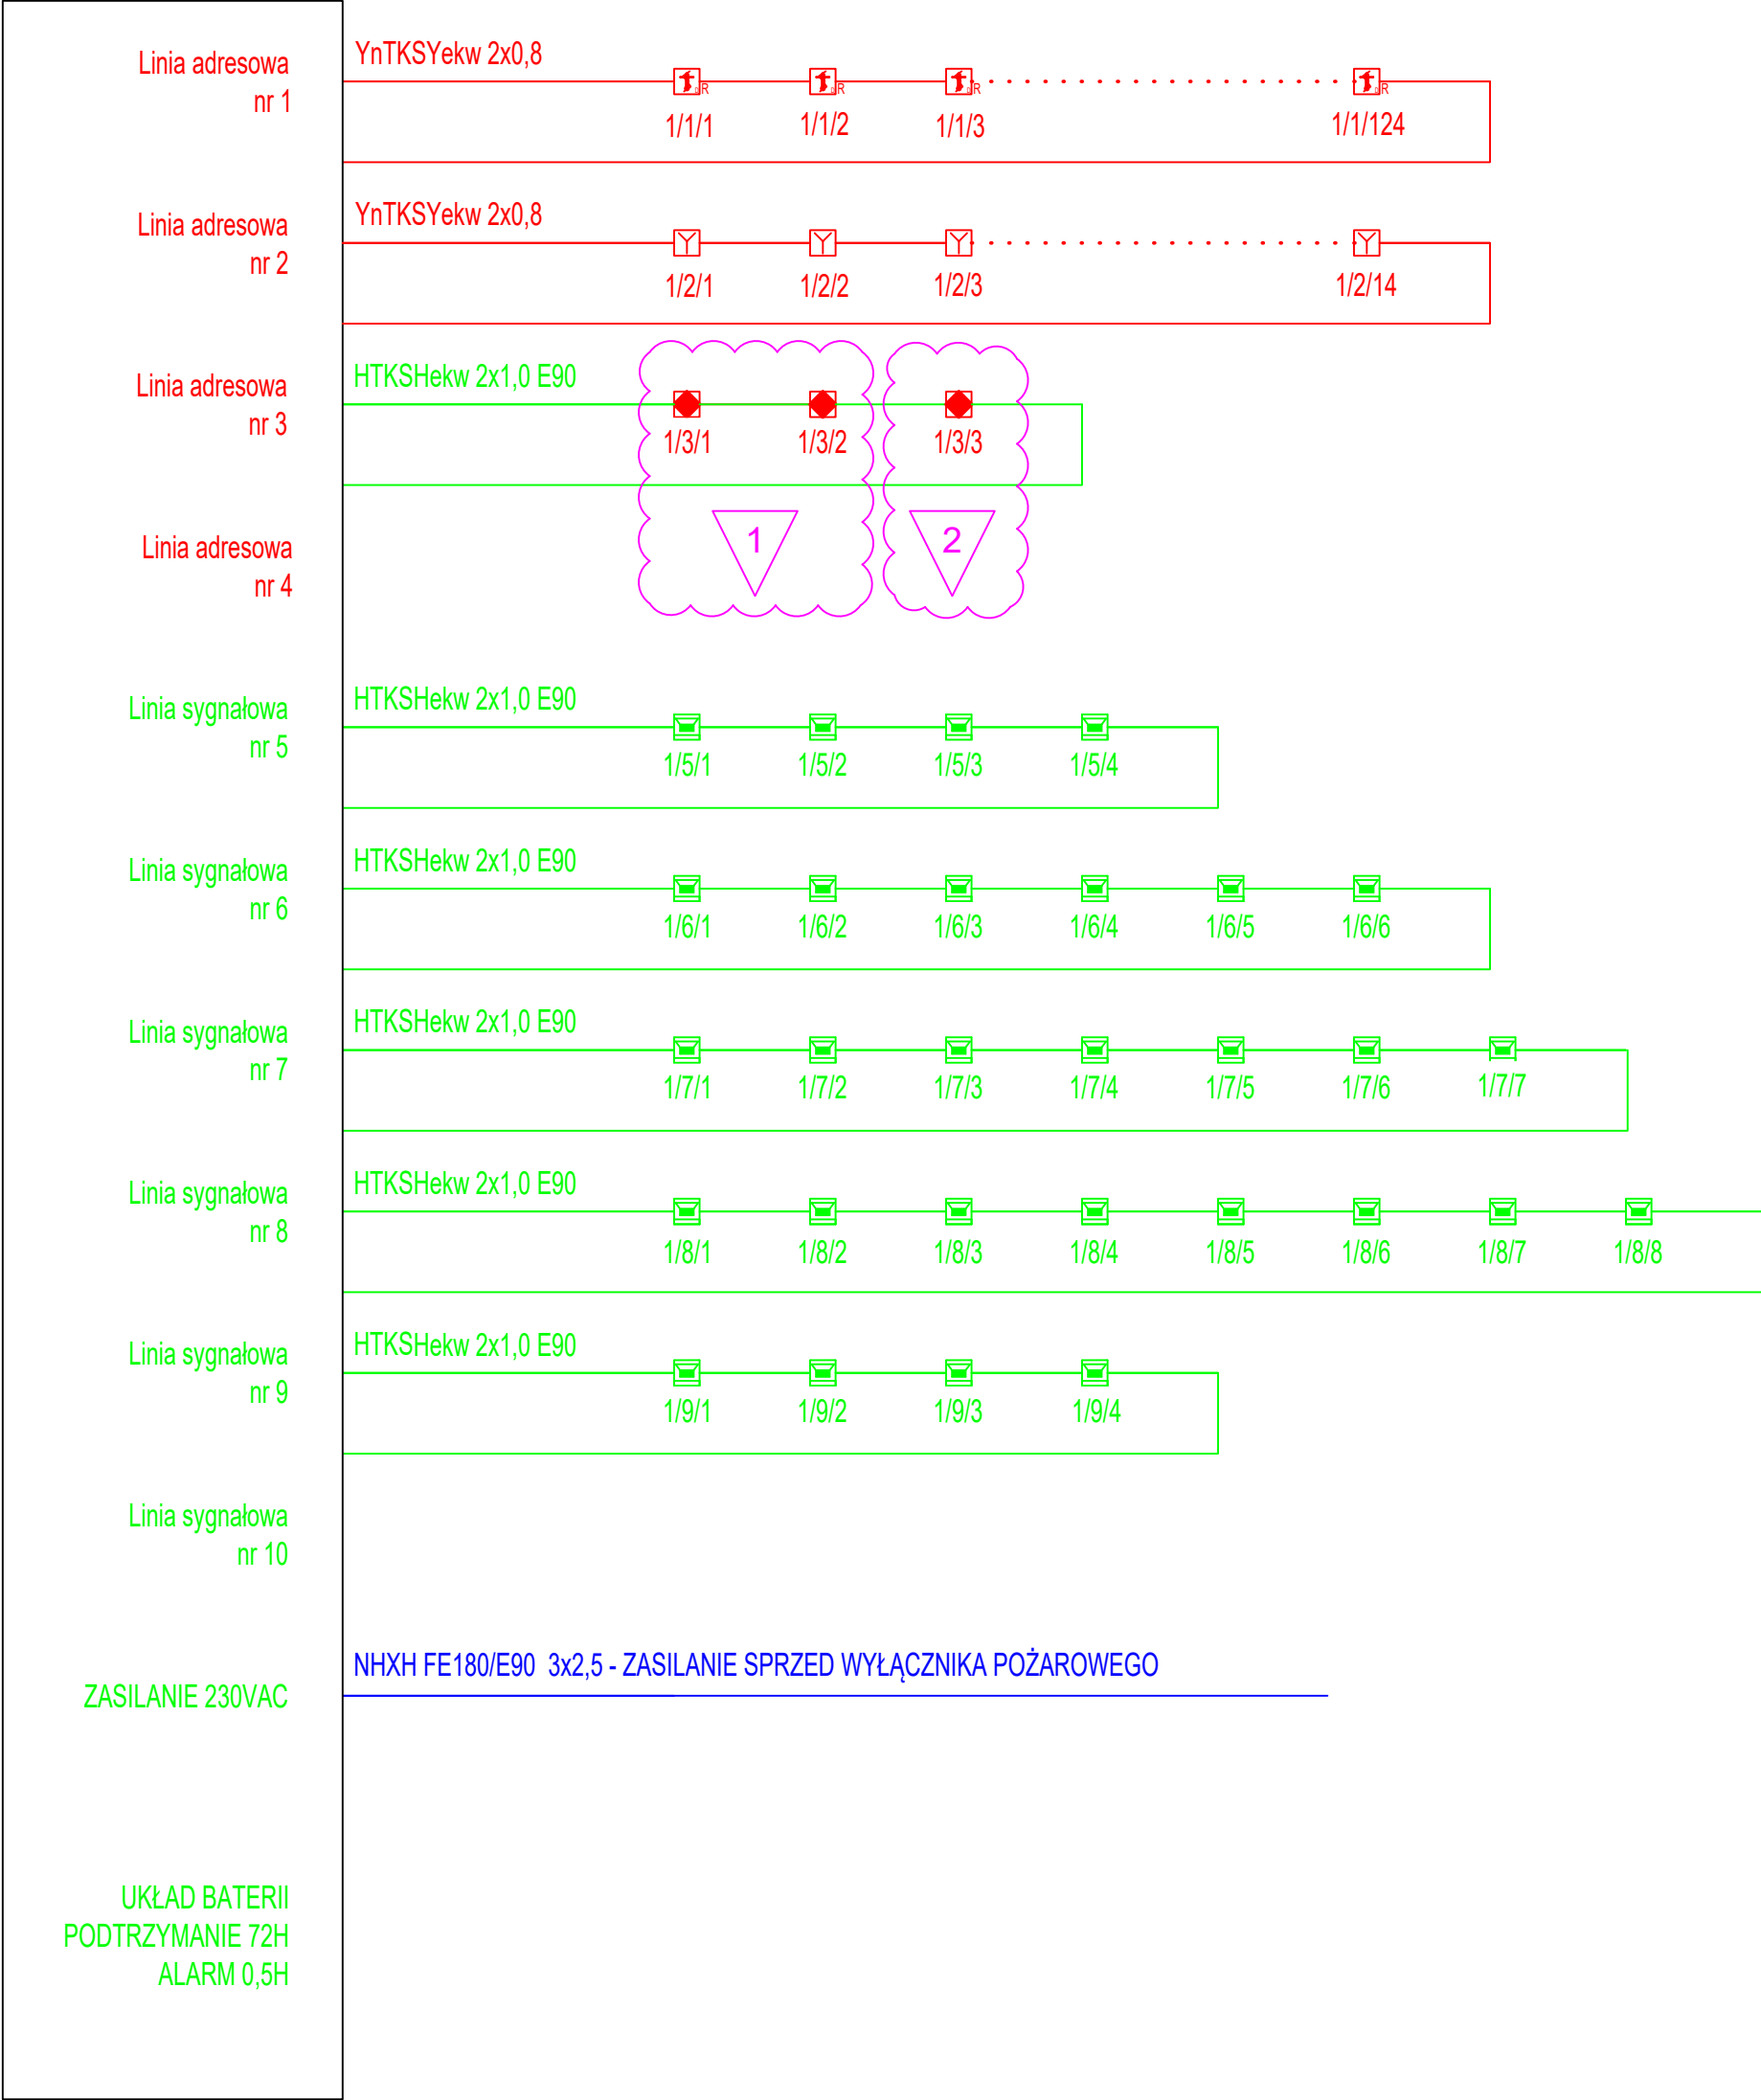 Linia adresowa
nr 1
YnTKSYekw 2x0,8
R R R R
1/1/1 1/1/2 1/1/3 1/1/124
Linia adresowa
nr 2
YnTKSYekw 2x0,8
1/2/1 1/2/2 1/2/3 1/2/14
Linia adresowa
nr 3
HTKSHekw 2x1,0 E90
1/3/1 1/3/2 1/3/3
1 2
Linia adresowa
nr 4
Linia sygnałowa
nr 5
HTKSHekw 2x1,0 E90
1/5/1 1/5/2 1/5/3 1/5/4
Linia sygnałowa
nr 6
HTKSHekw 2x1,0 E90
1/6/1 1/6/2 1/6/3 1/6/4 1/6/5 1/6/6
Linia sygnałowa
nr 7
HTKSHekw 2x1,0 E90
1/7/1 1/7/2 1/7/3 1/7/4 1/7/5 1/7/6 1/7/7
Linia sygnałowa
nr 8
HTKSHekw 2x1,0 E90
1/8/1 1/8/2 1/8/3 1/8/4 1/8/5 1/8/6 1/8/7 1/8/8
Linia sygnałowa
nr 9
HTKSHekw 2x1,0 E90
1/9/1 1/9/2 1/9/3 1/9/4
Linia sygnałowa
nr 10
ZASILANIE 230VAC
NHXH FE180/E90 3x2,5 - ZASILANIE SPRZED WYŁĄCZNIKA POŻAROWEGO
UKŁAD BATERII
PODTRZYMANIE 72H
ALARM 0,5H